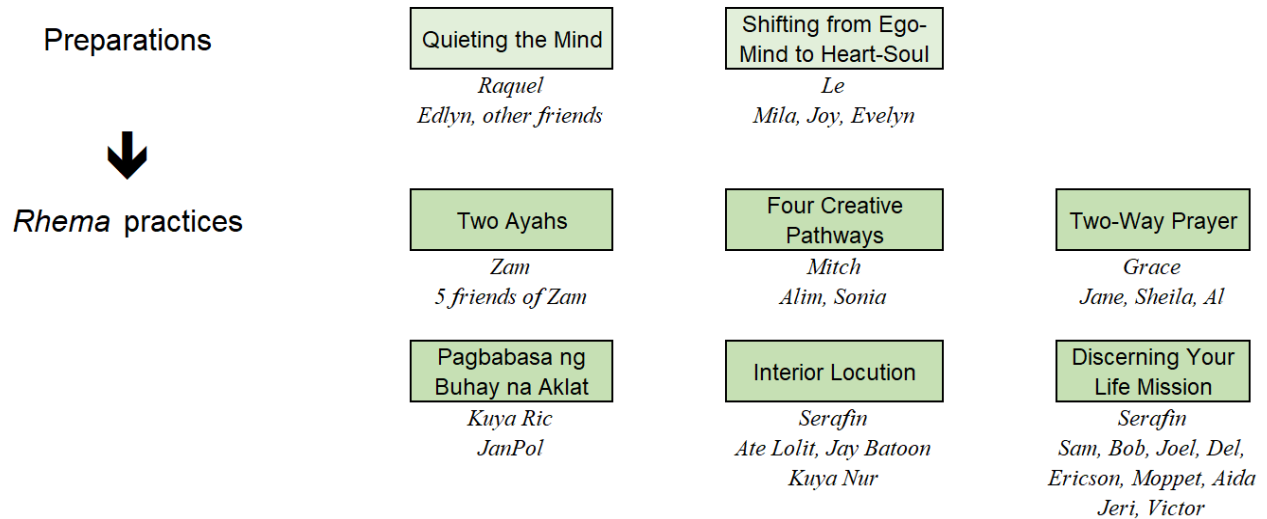 Preparations
Quieting the Mind
Raquel
Edlyn, other friends
Shifting from Ego-
Mind to Heart-Soul
Le
Mila, Joy, Evelyn
Rhema practices
Two Ayahs
Zam
5 friends of Zam
Four Creative
Pathways
Mitch
Alim, Sonia
Two-Way Prayer
Grace
Jane, Sheila, Al
Pagbabasa ng
Buhay na Aklat
Kuya Ric
JanPol
Interior Locution
Serafin
Ate Lolit, Jay Batoon
Kuya Nur
Discerning Your
Life Mission
Serafin
Sam, Bob, Joel, Del,
Ericson, Moppet, Aida
Jeri, Victor